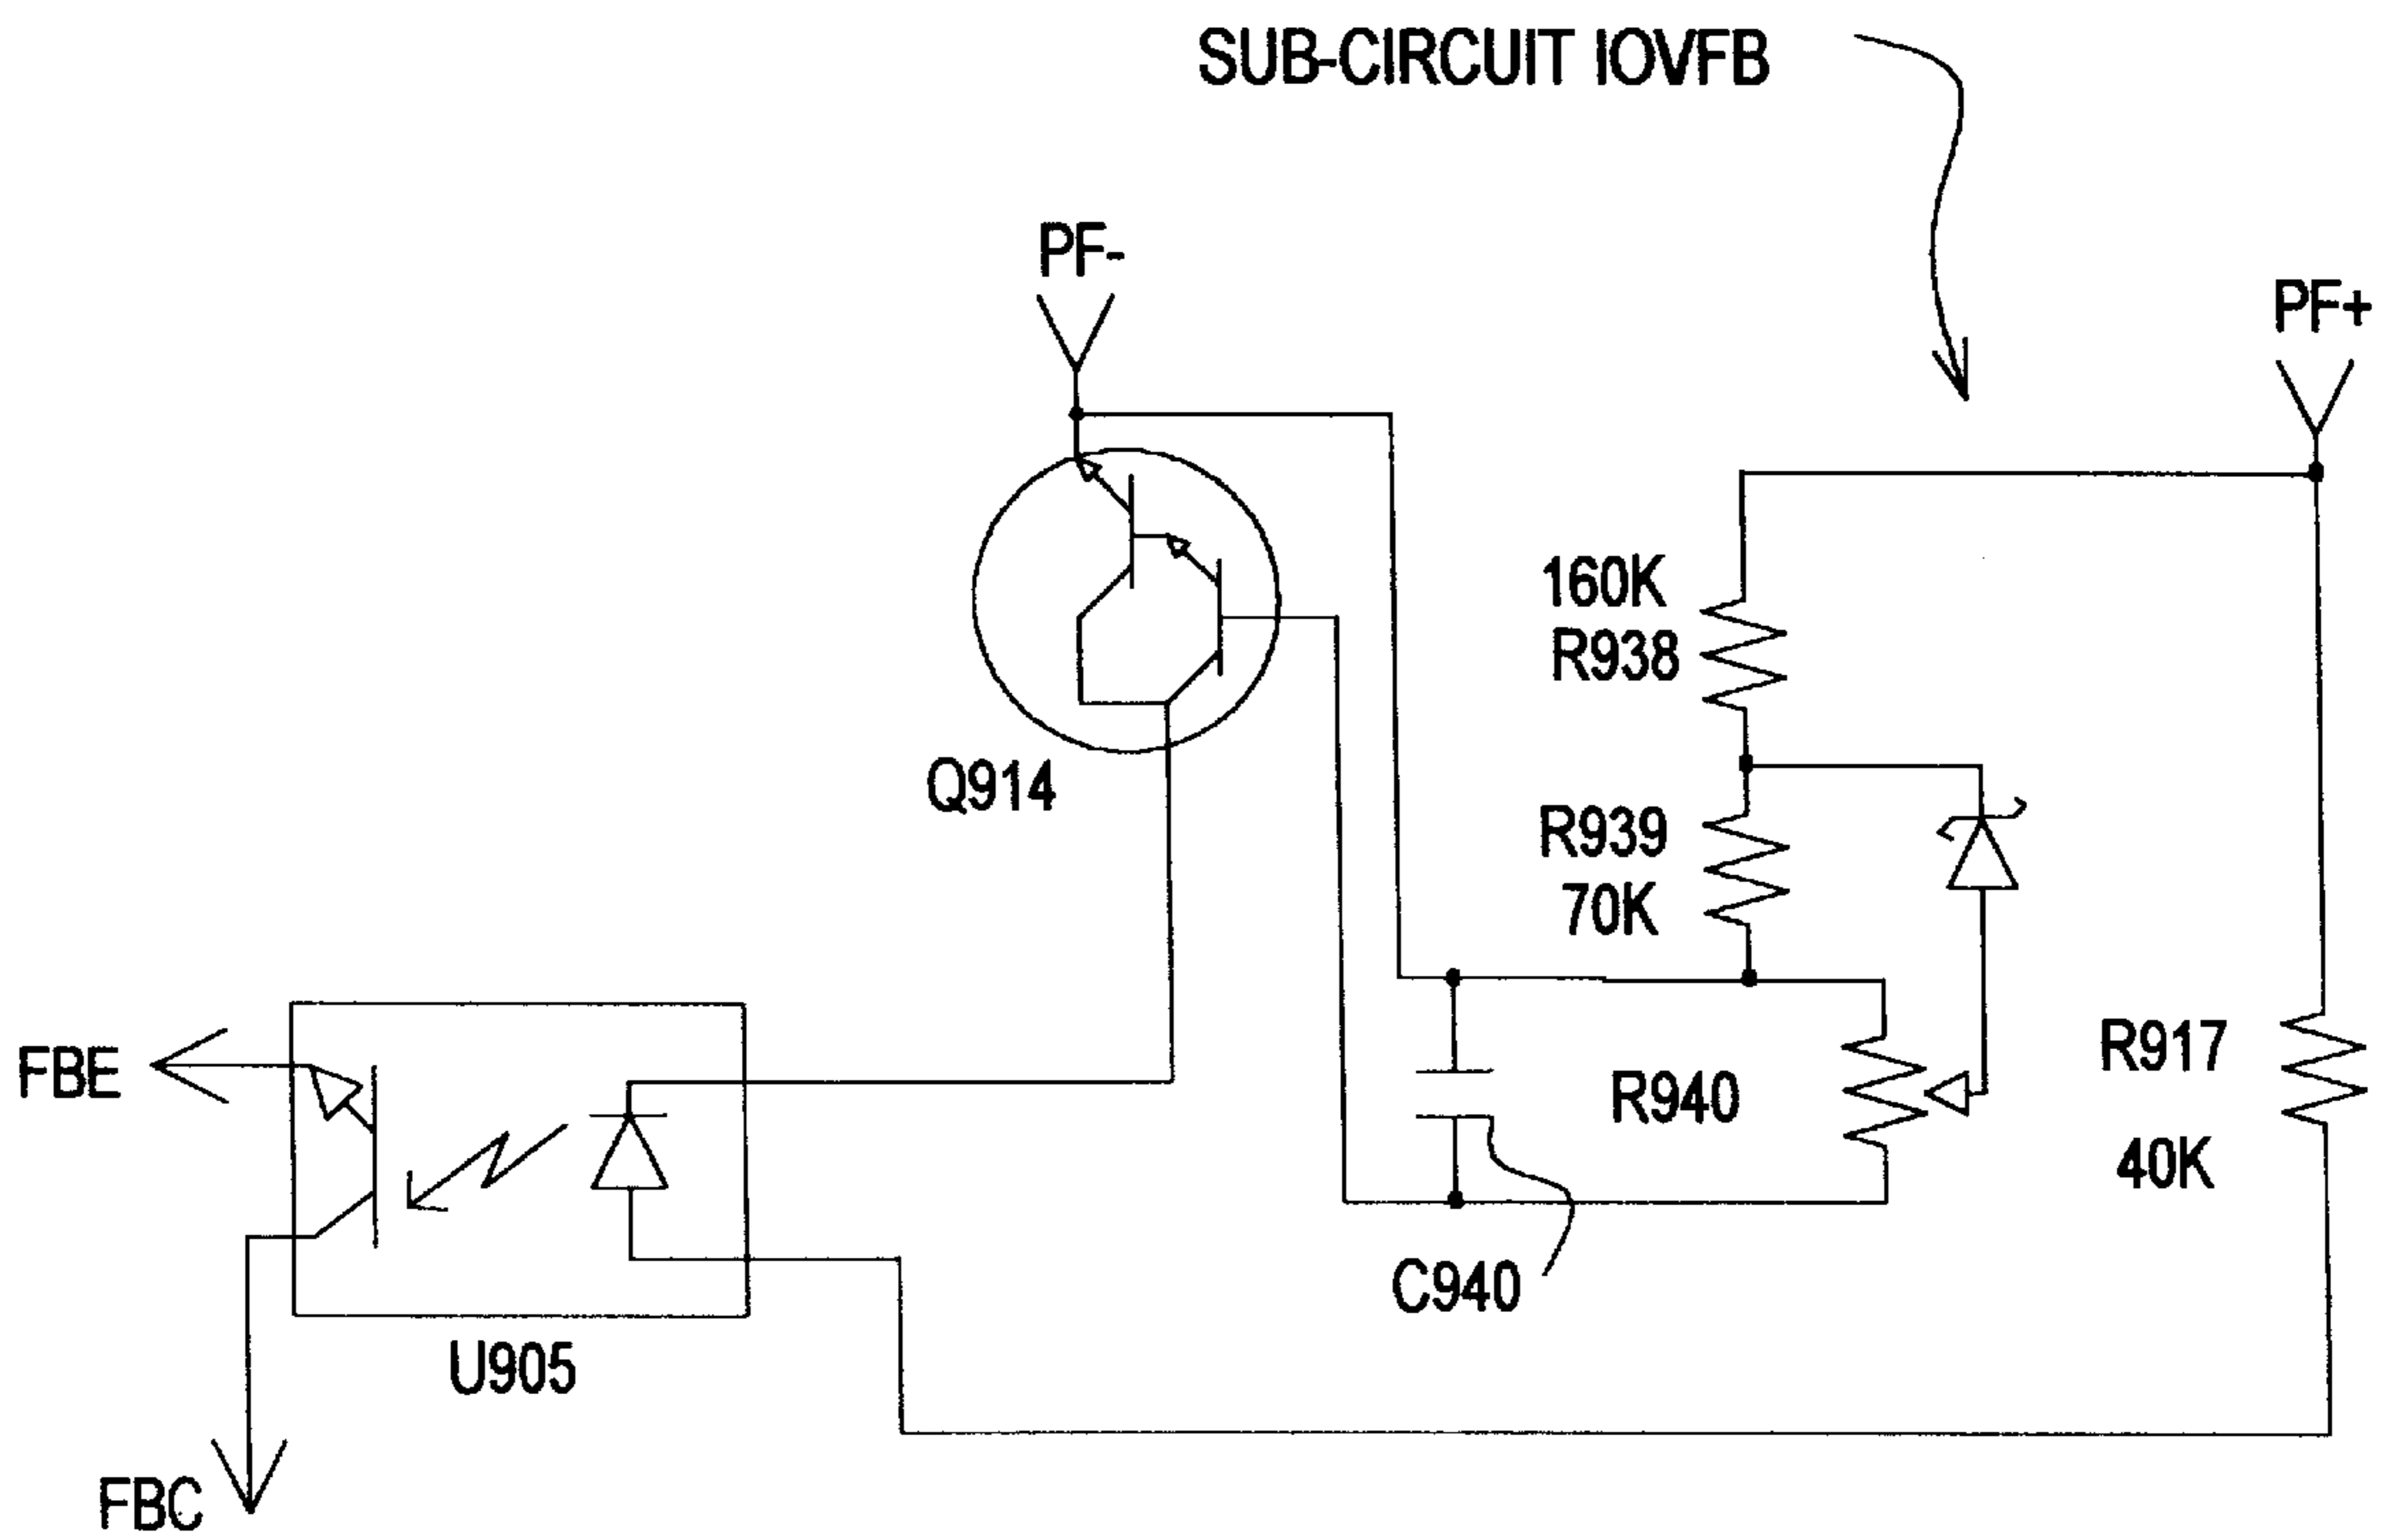 SUB-CIRCUIT IOVFB
PF-
PF+
160K
R938
Q914
R939
70K
R917
40K
FBE
R940
C940
U905
FBC